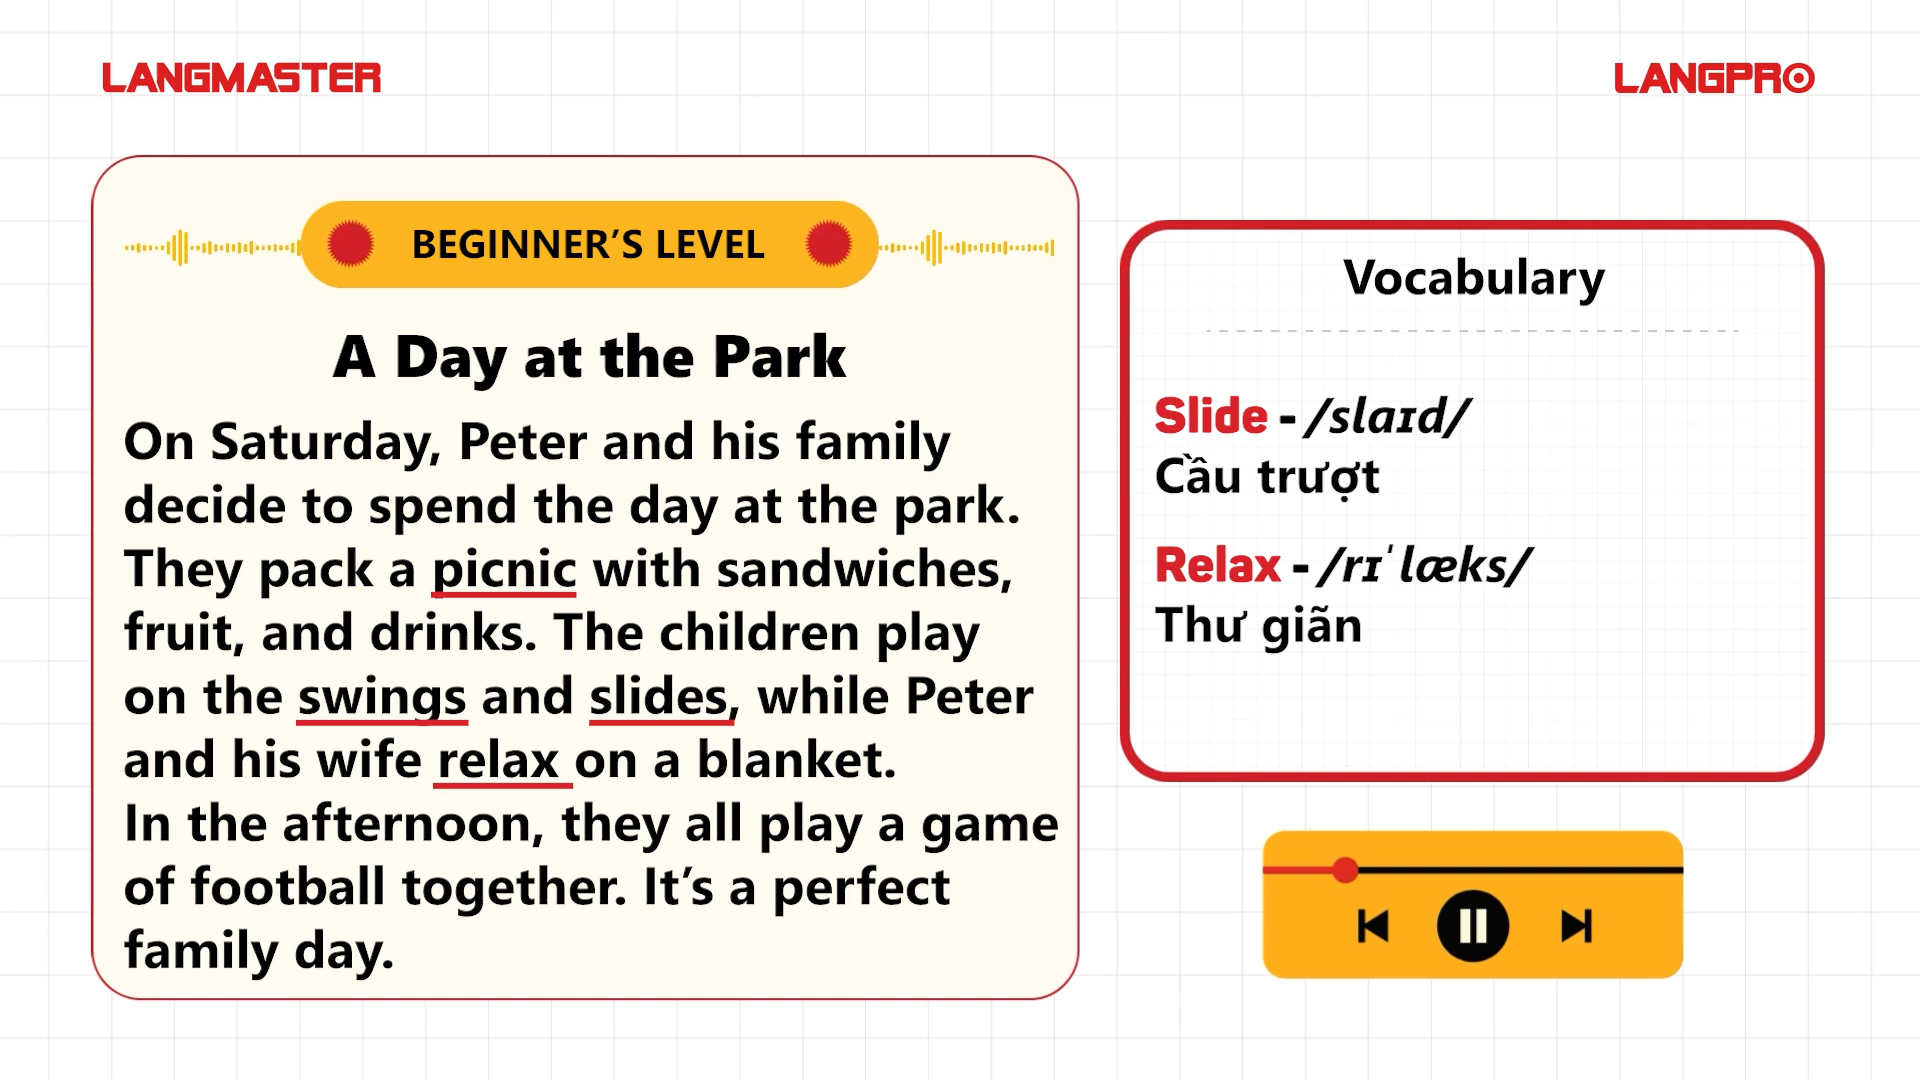 LANGMASTER
LANGPRO
BEGINNER’S LEVEL
A Day at the Park
On Saturday, Peter and his family
decide to spend the day at the park.
They pack a picnic with sandwiches,
fruit, and drinks. The children play
on the swings and slides, while Peter
and his wife relax on a blanket.
In the afternoon, they all play a game
of football together. It’s a perfect
family day.
Vocabulary
Slide - /slaɪd/
Cầu trượt
Relax - /rɪˈlæks/
Thư giãn